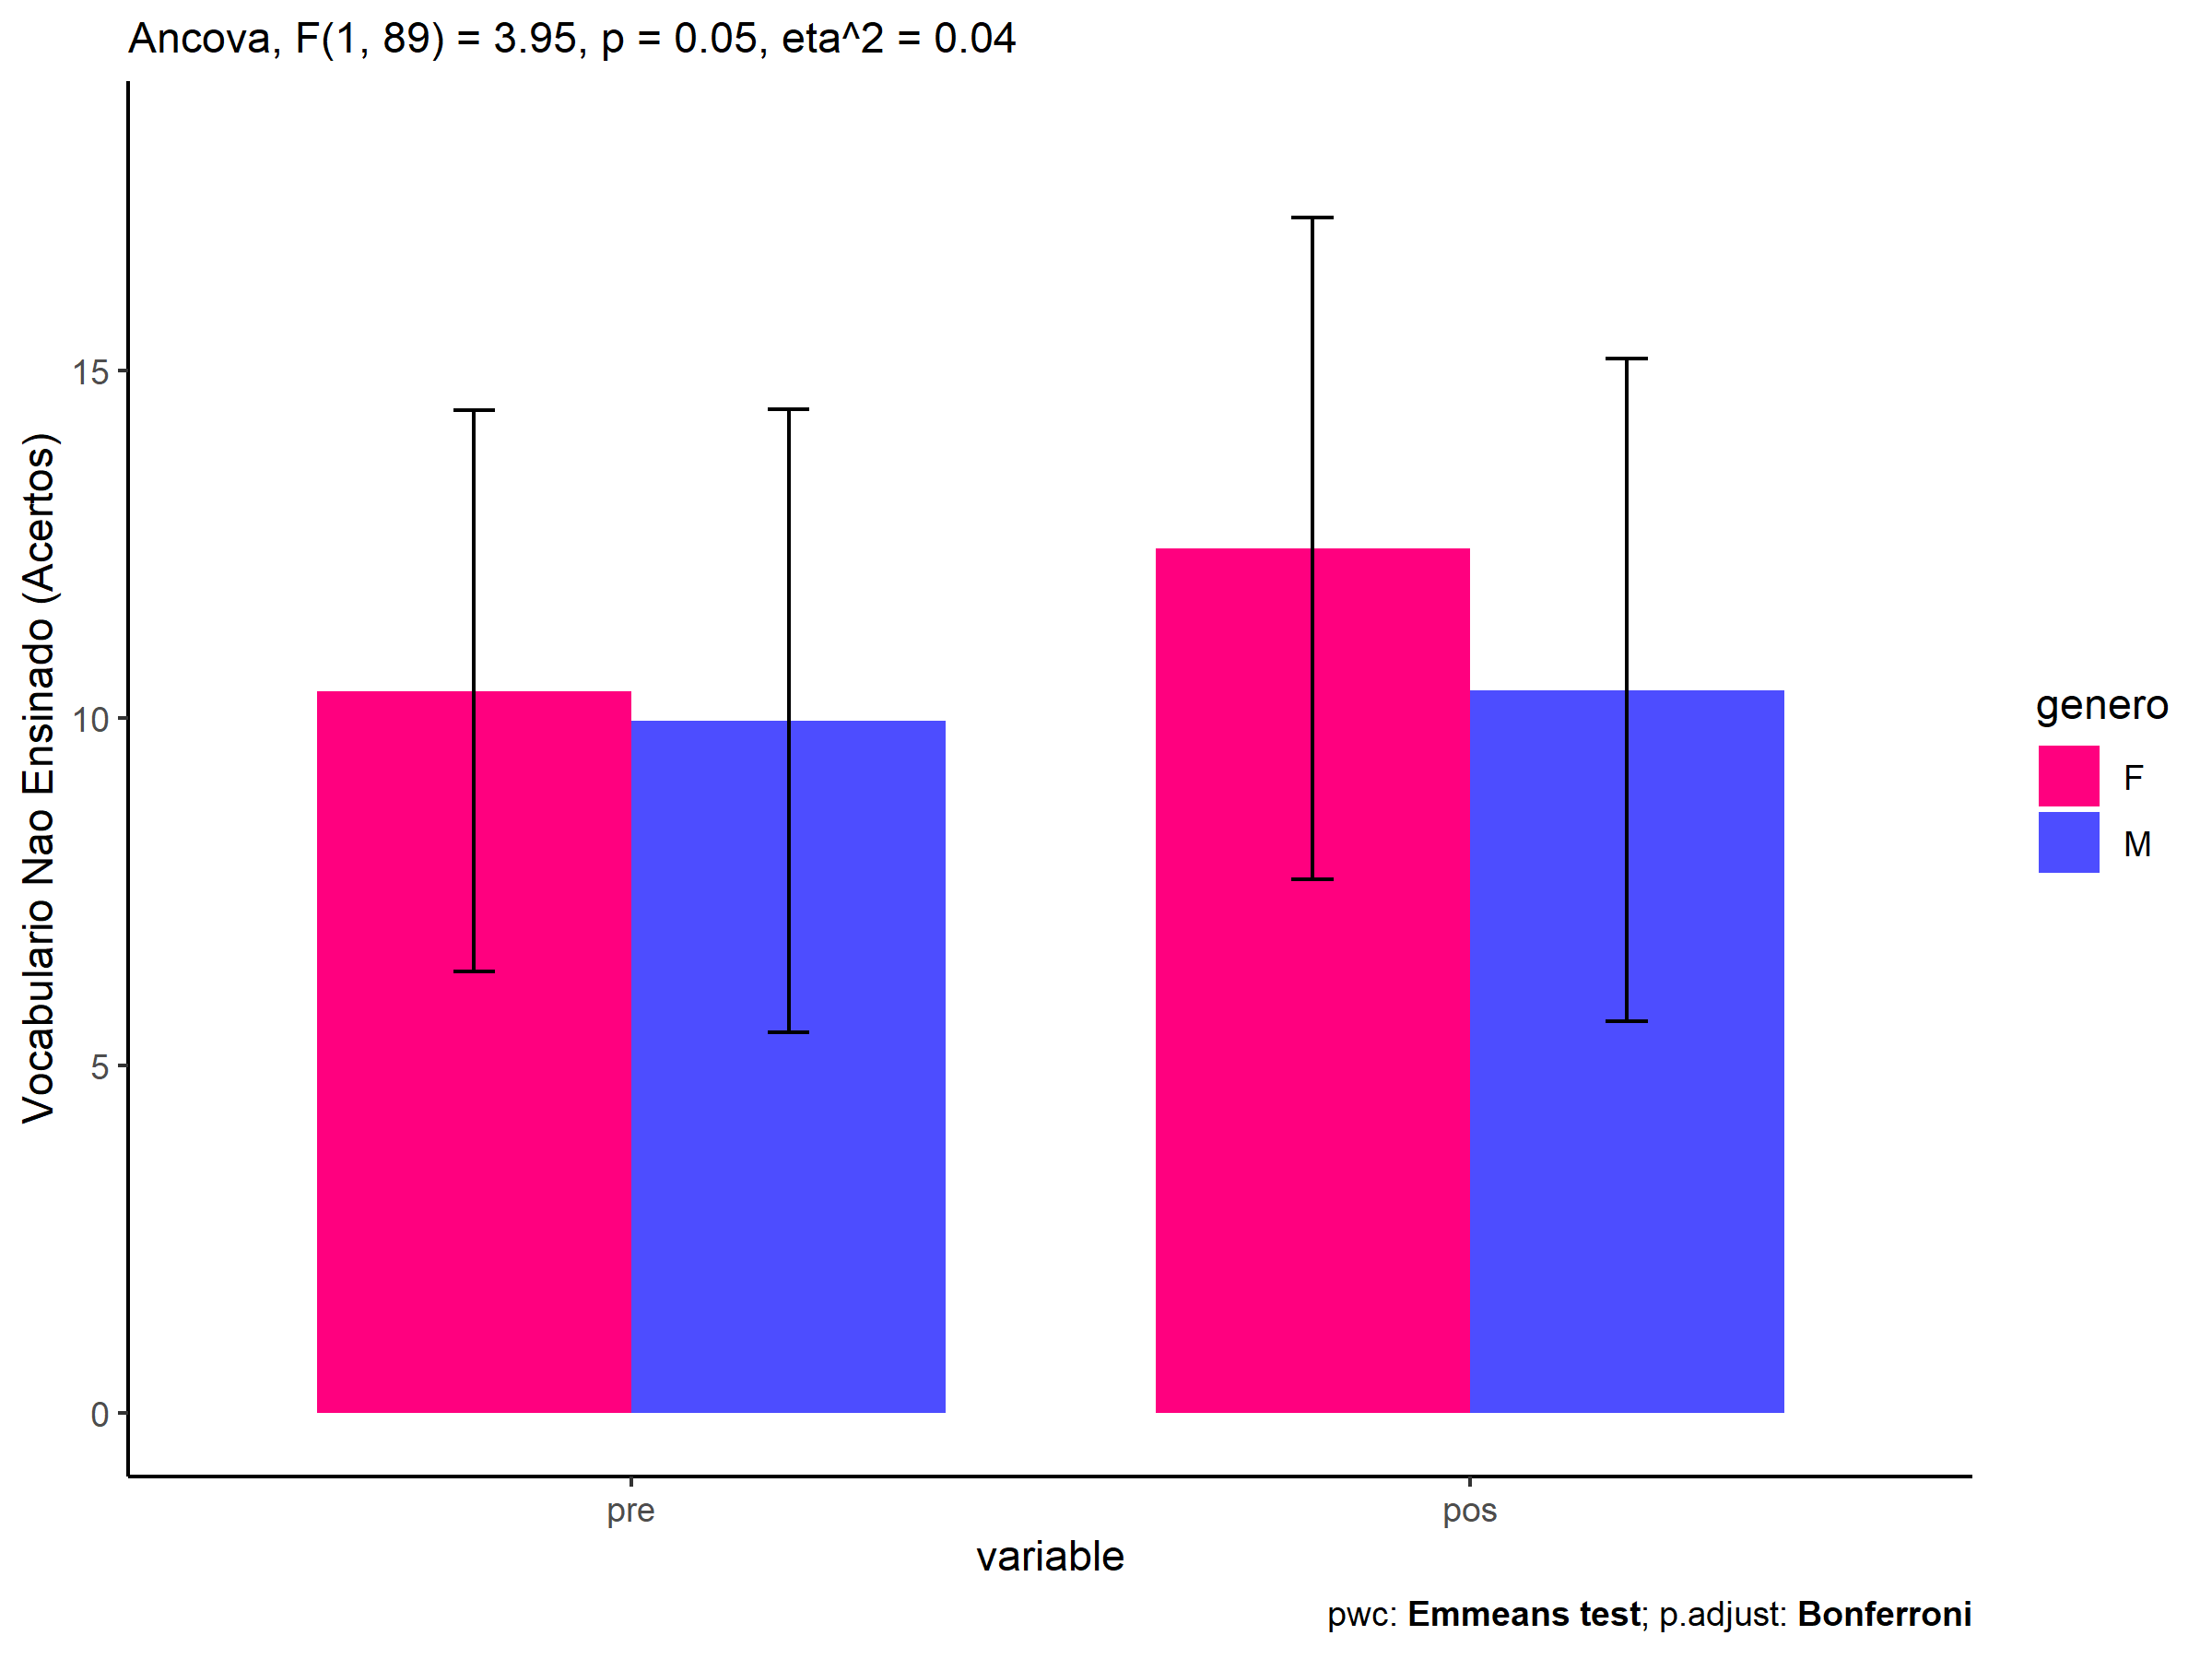 Ancova, F(1, 89) = 3.95, p = 0.05, eta^2 = 0.04
Vocabulario Nao Ensinado (Acertos)
15
10
5
0
pre
pos
variable
genero
F
M
pwc: Emmeans test; p.adjust: Bonferroni